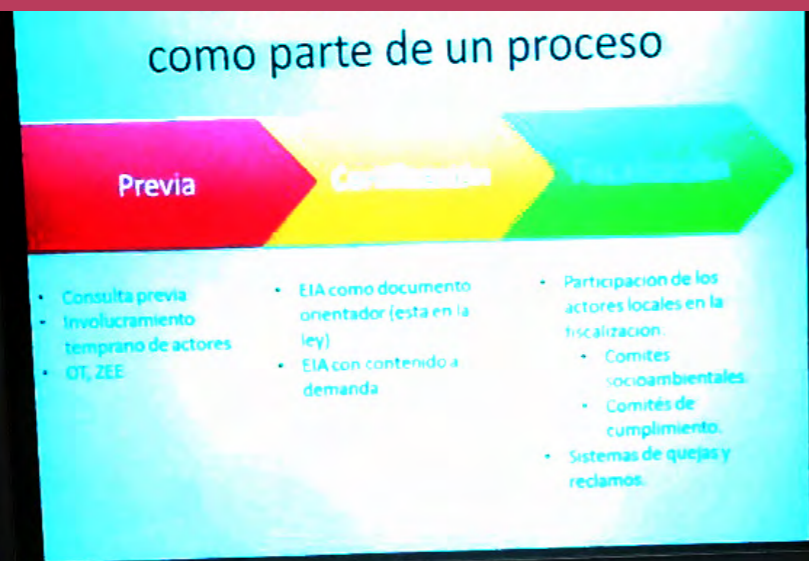 como parte de un proceso
Previa
Certificación
Fiscalización
• Consulta previa
• Involucramiento
temprano de actores
• OT, ZEE
• EIA como documento
orientador (esta en la
ley)
• EIA con contenido a
demanda
• Participacion de los
actores locales en la
fiscalizacion.
• Comites
socioambientales.
• Comités de
cumplimiento.
• Sistemas de quejas y
reclamos.